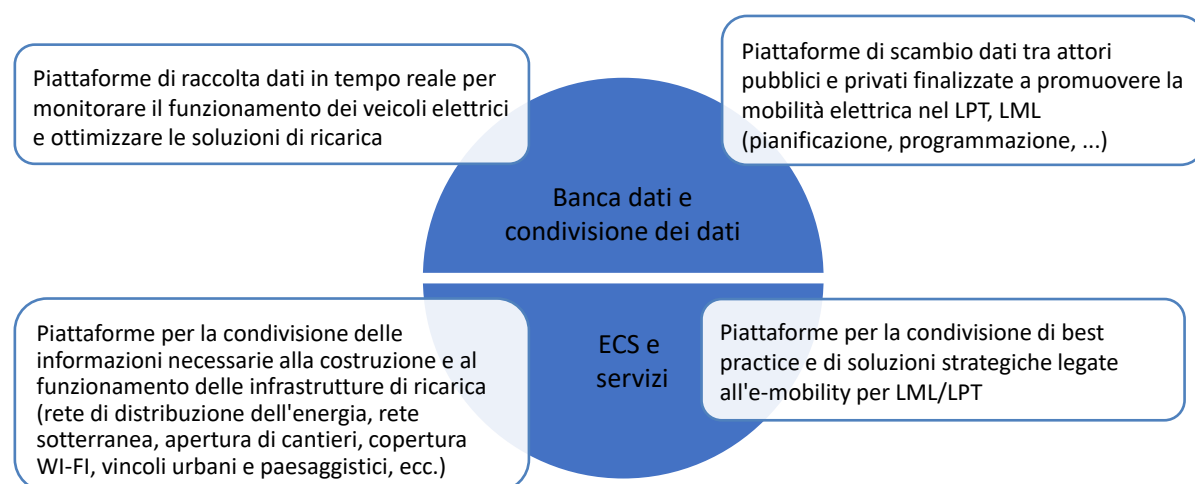 Piattaforme di raccolta dati in tempo reale per
monitorare il funzionamento dei veicoli elettrici
e ottimizzare le soluzioni di ricarica
Piattaforme di scambio dati tra attori
pubblici e privati finalizzate a promuovere la
mobilità elettrica nel LPT, LML
(pianificazione, programmazione, ...)
Banca dati e
condivisione dei dati
Piattaforme per la condivisione delle
informazioni necessarie alla costruzione e al
funzionamento delle infrastrutture di ricarica
(rete di distribuzione dell'energia, rete
sotterranea, apertura di cantieri, copertura
WI-FI, vincoli urbani e paesaggistici, ecc.)
ECS e
servizi
Piattaforme per la condivisione di best
practice e di soluzioni strategiche legate
all'e-mobility per LML/LPT